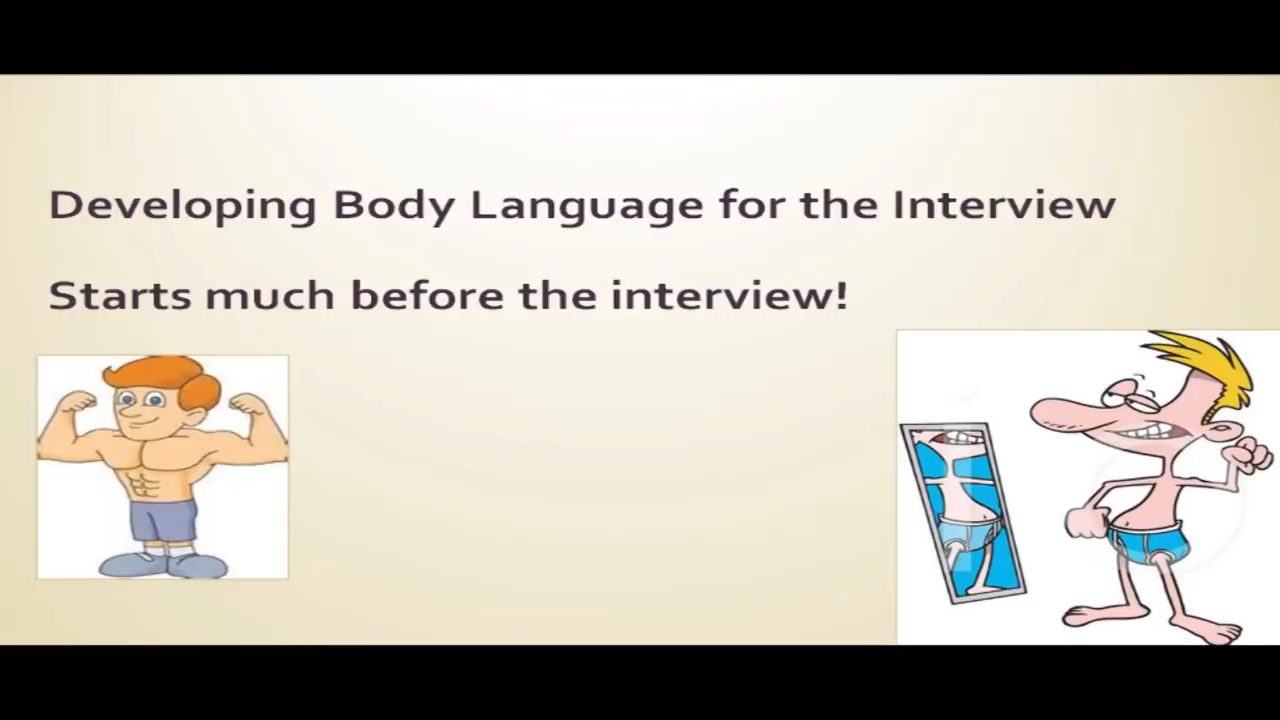 Developing Body Language for the Interview
Starts much before the interview!